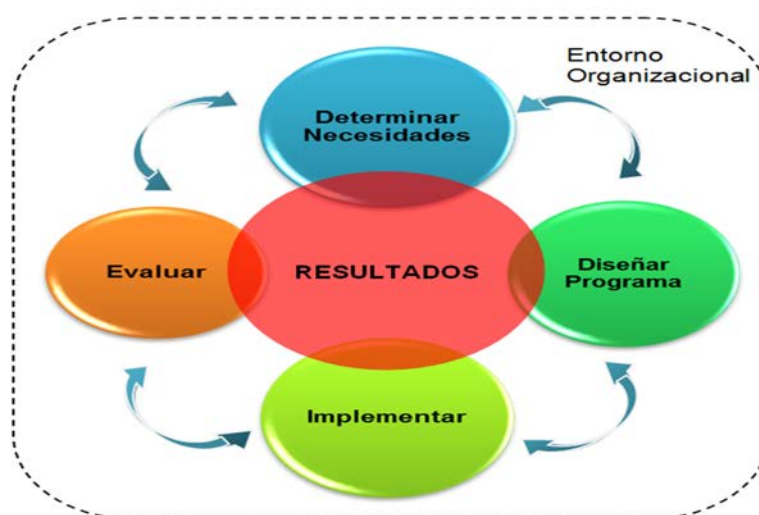 Entorno
Organizacional
Determinar
Necesidades
Evaluar
RESULTADOS
Diseñar
Programa
Implementar